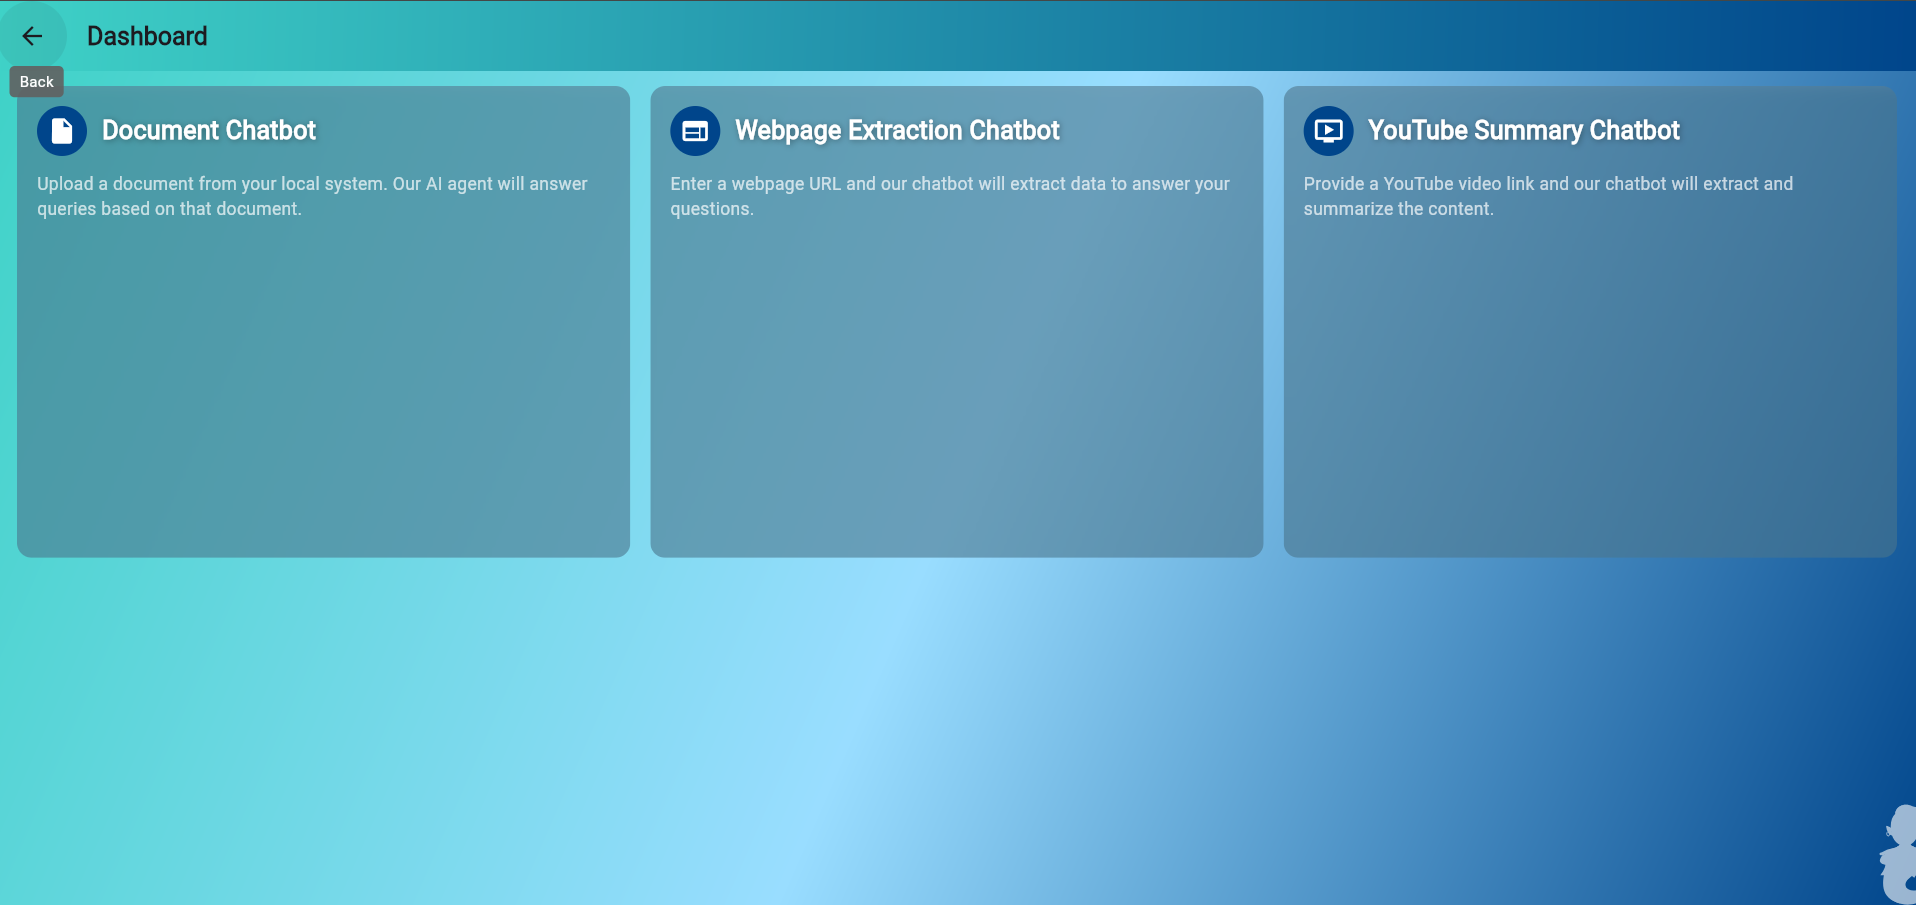 Dashboard
Back
Document Chatbot
Upload a document from your local system. Our AI agent will answer
queries based on that document.
Webpage Extraction Chatbot
Enter a webpage URL and our chatbot will extract data to answer your
questions.
YouTube Summary Chatbot
Provide a YouTube video link and our chatbot will extract and
summarize the content.